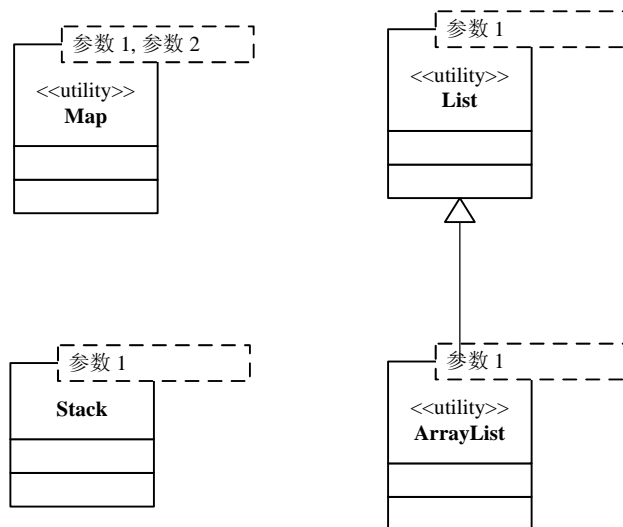 参数 1, 参数 2
<<utility>>
Map
参数 1
<<utility>>
List
参数 1
Stack
参数 1
<<utility>>
ArrayList